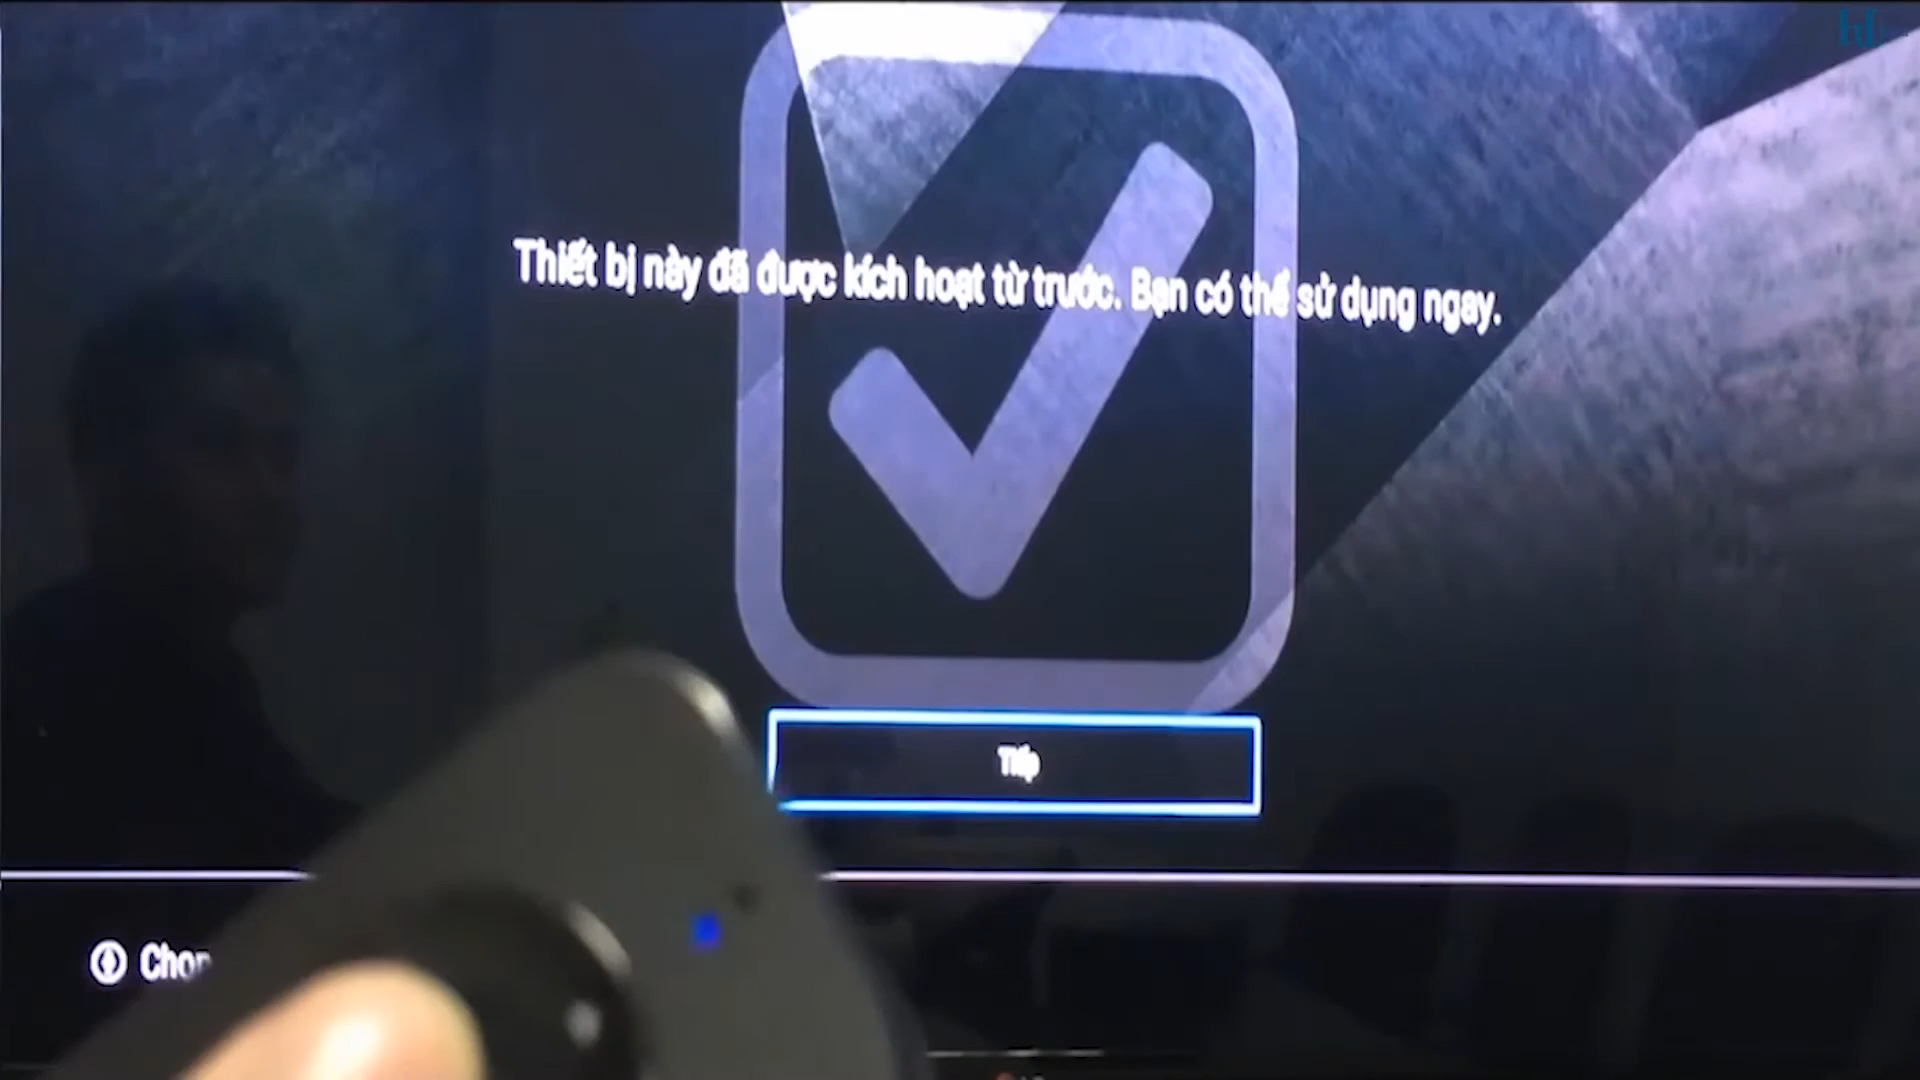 Thiết bị này đã được kích hoạt từ trước. Bạn có thể sử dụng ngay.
Tiếp